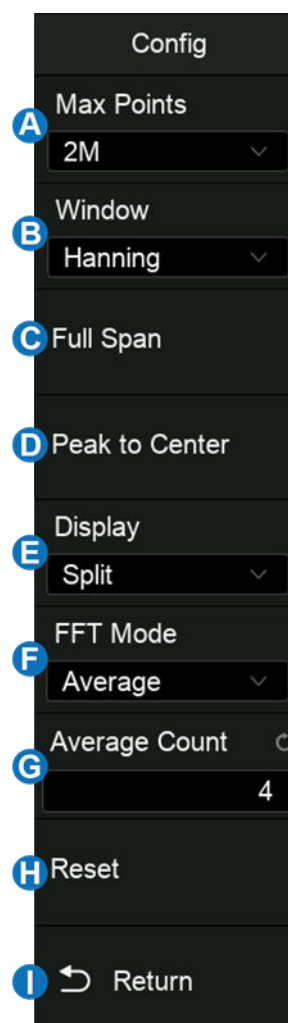 Config
A
Max Points
2M
B
Window
Hanning
C Full Span
D Peak to Center
E
Display
Split
F
FFT Mode
Average
G
Average Count
4
H Reset
I Return